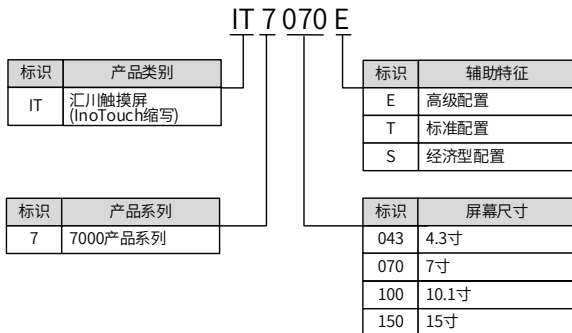 IT 7 070 E
标识 产品类别
IT 汇川触摸屏
(InoTouch缩写)
标识 辅助特征
E 高级配置
T 标准配置
S 经济型配置
标识 产品系列
7 7000产品系列
标识 屏幕尺寸
043 4.3寸
070 7寸
100 10.1寸
150 15寸